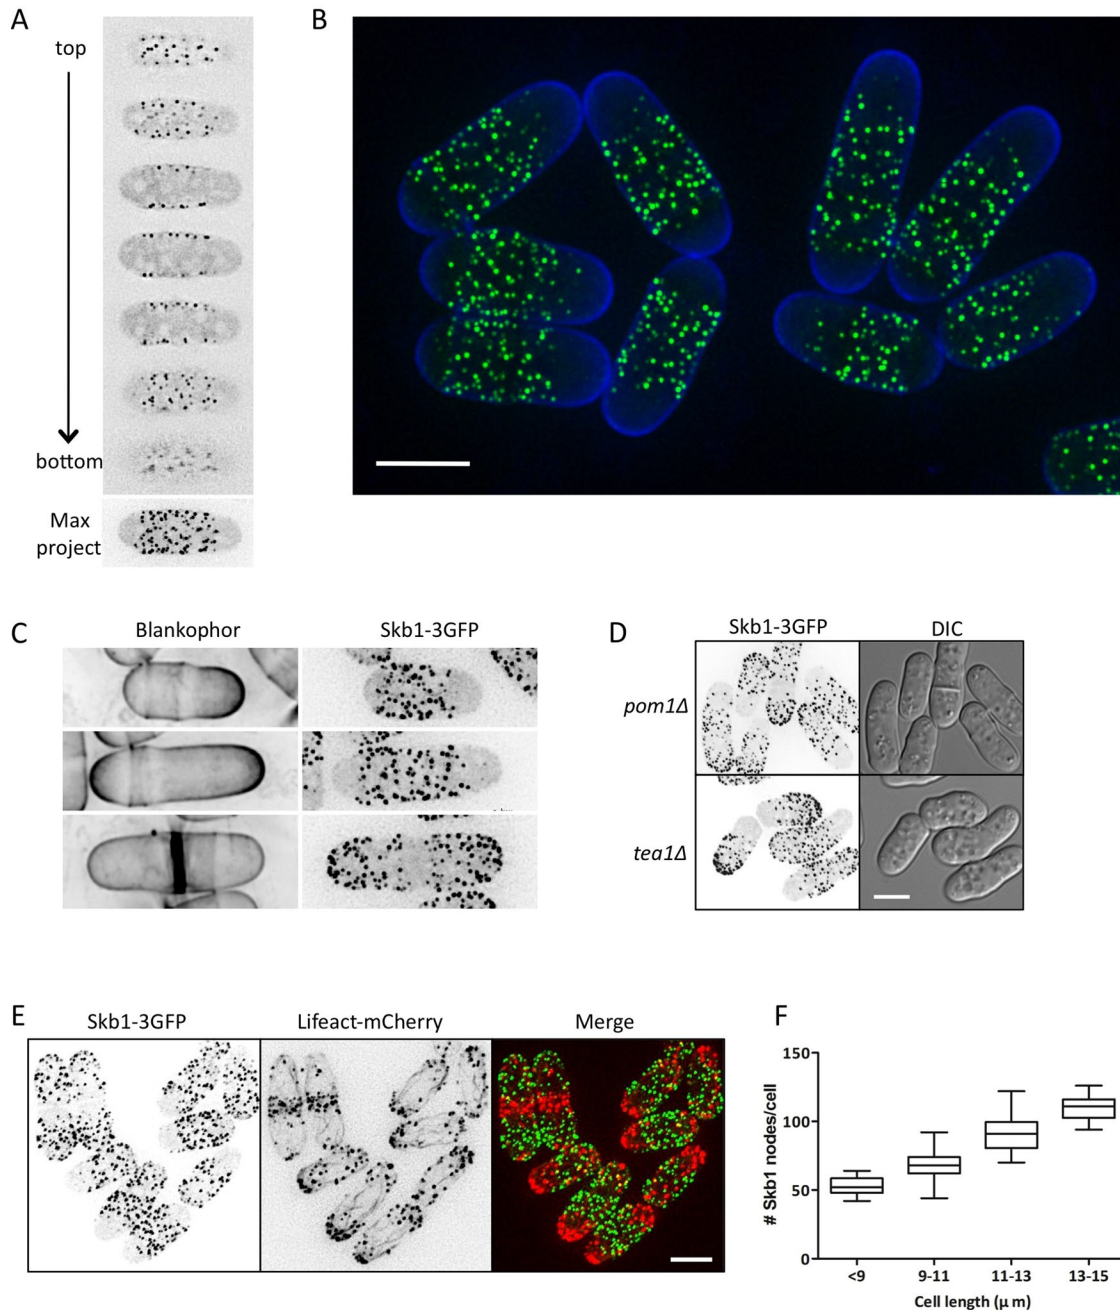 A
top
bottom
Max
project
B
C
Blankophor
Skb1-3GFP
D
Skb1-3GFP
DIC
pom1Δ
tea1Δ
E
Skb1-3GFP
Lifeact-mCherry
Merge
F
# Skb1 nodes/cell
150
100
50
0
<9
9-11
11-13
13-15
Cell length (μ m)